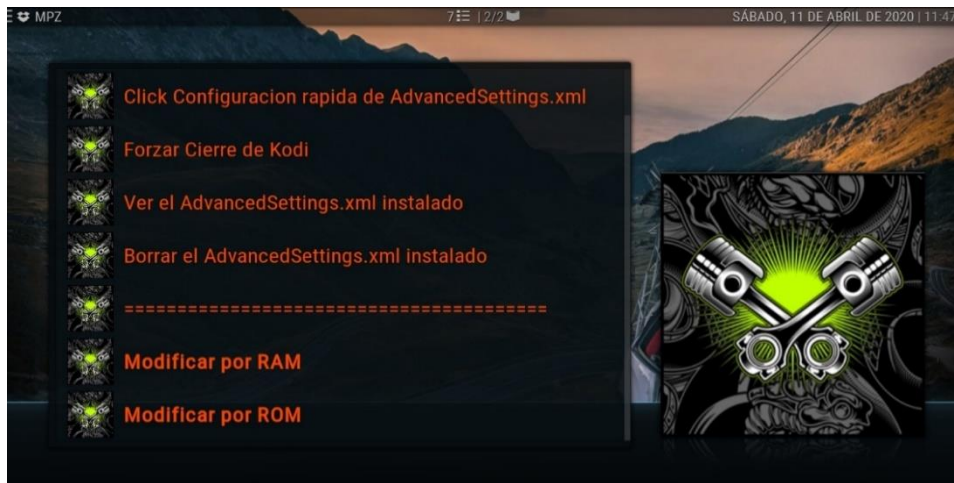 MPZ
7 | 2/2
SÁBADO, 11 DE ABRIL DE 2020 | 11:47
Click Configuracion rapida de AdvancedSettings.xml
Forzar Cierre de Kodi
Ver el AdvancedSettings.xml instalado
Borrar el AdvancedSettings.xml instalado
========================================
Modificar por RAM
Modificar por ROM